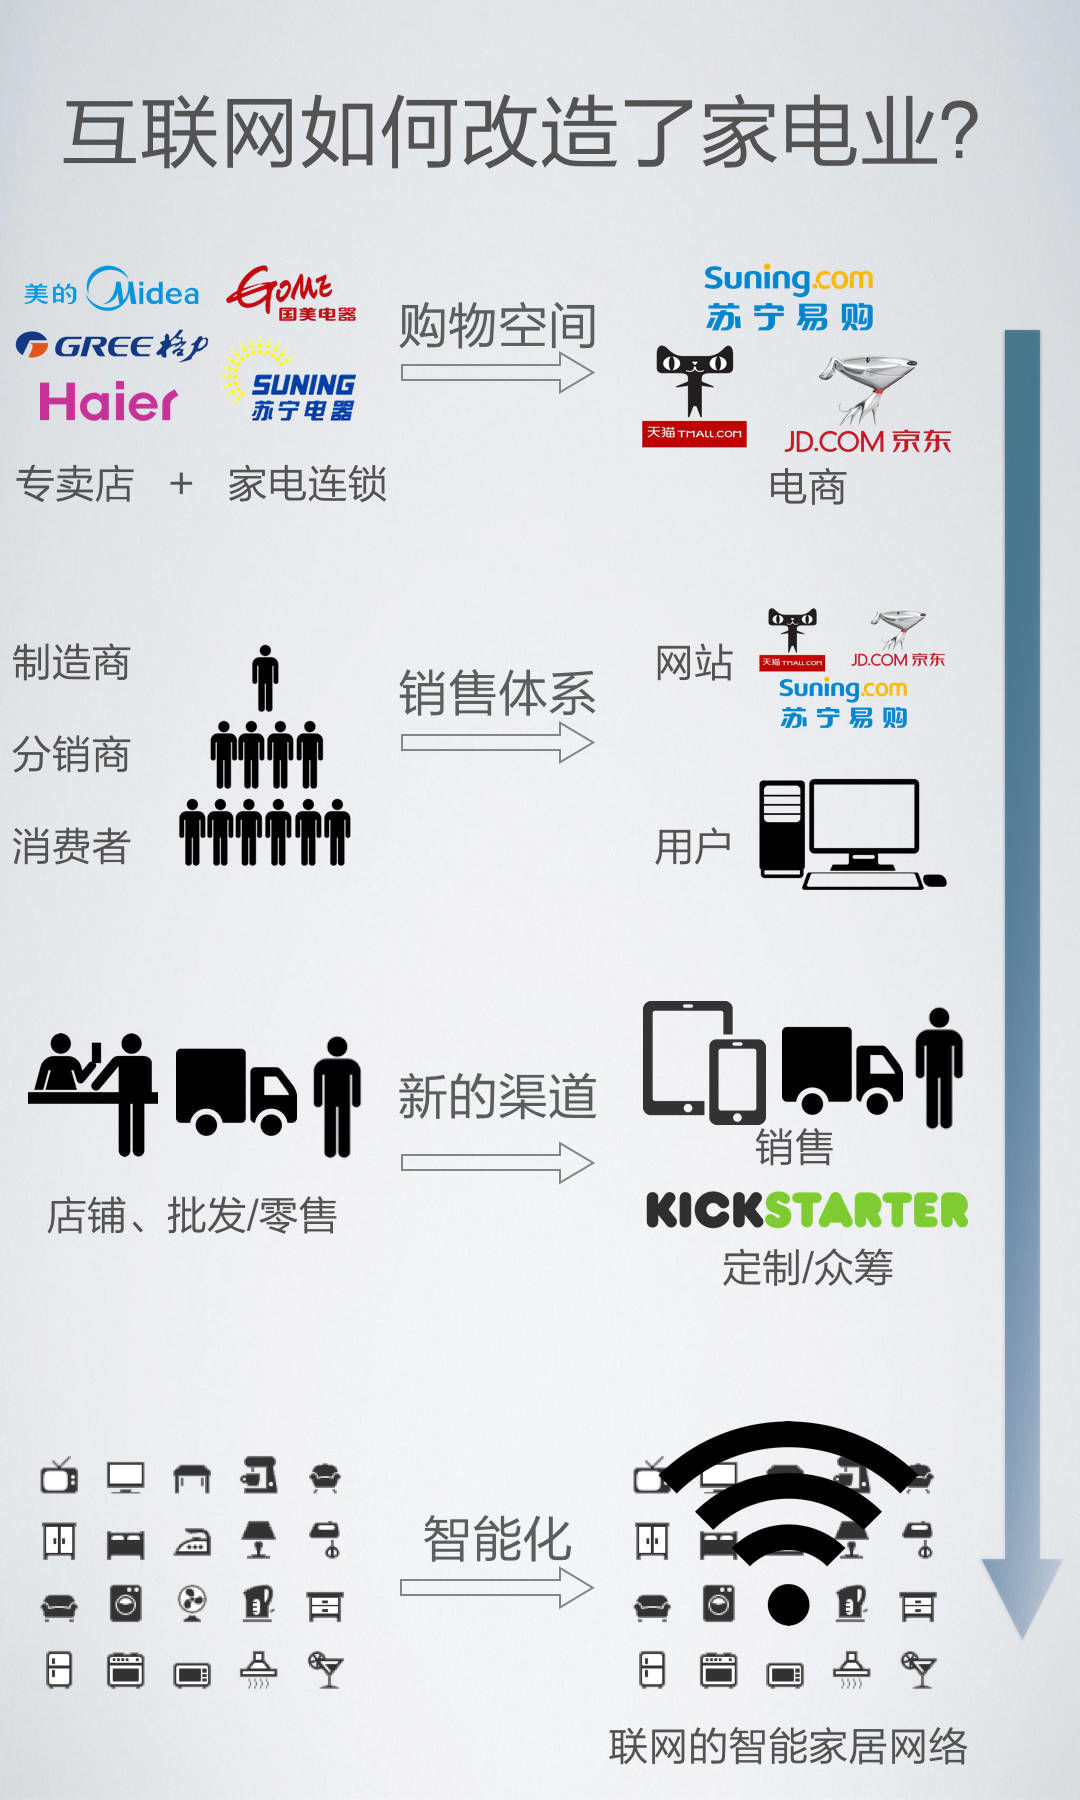 互联网如何改造了家电业?
美的 Midea
GOME
国美电器
GREE 格力
SUNING
苏宁电器
Haier
专卖店 + 家电连锁
购物空间
Suning.com
苏宁易购
天猫 TMALL.COM
JD.COM 京东
电商
制造商
分销商
消费者
销售体系
网站
天猫 TMALL.COM
JD.COM 京东
Suning.com
苏宁易购
用户
店铺、批发/零售
新的渠道
销售
KICKSTARTER
定制/众筹
智能化
联网的智能家居网络